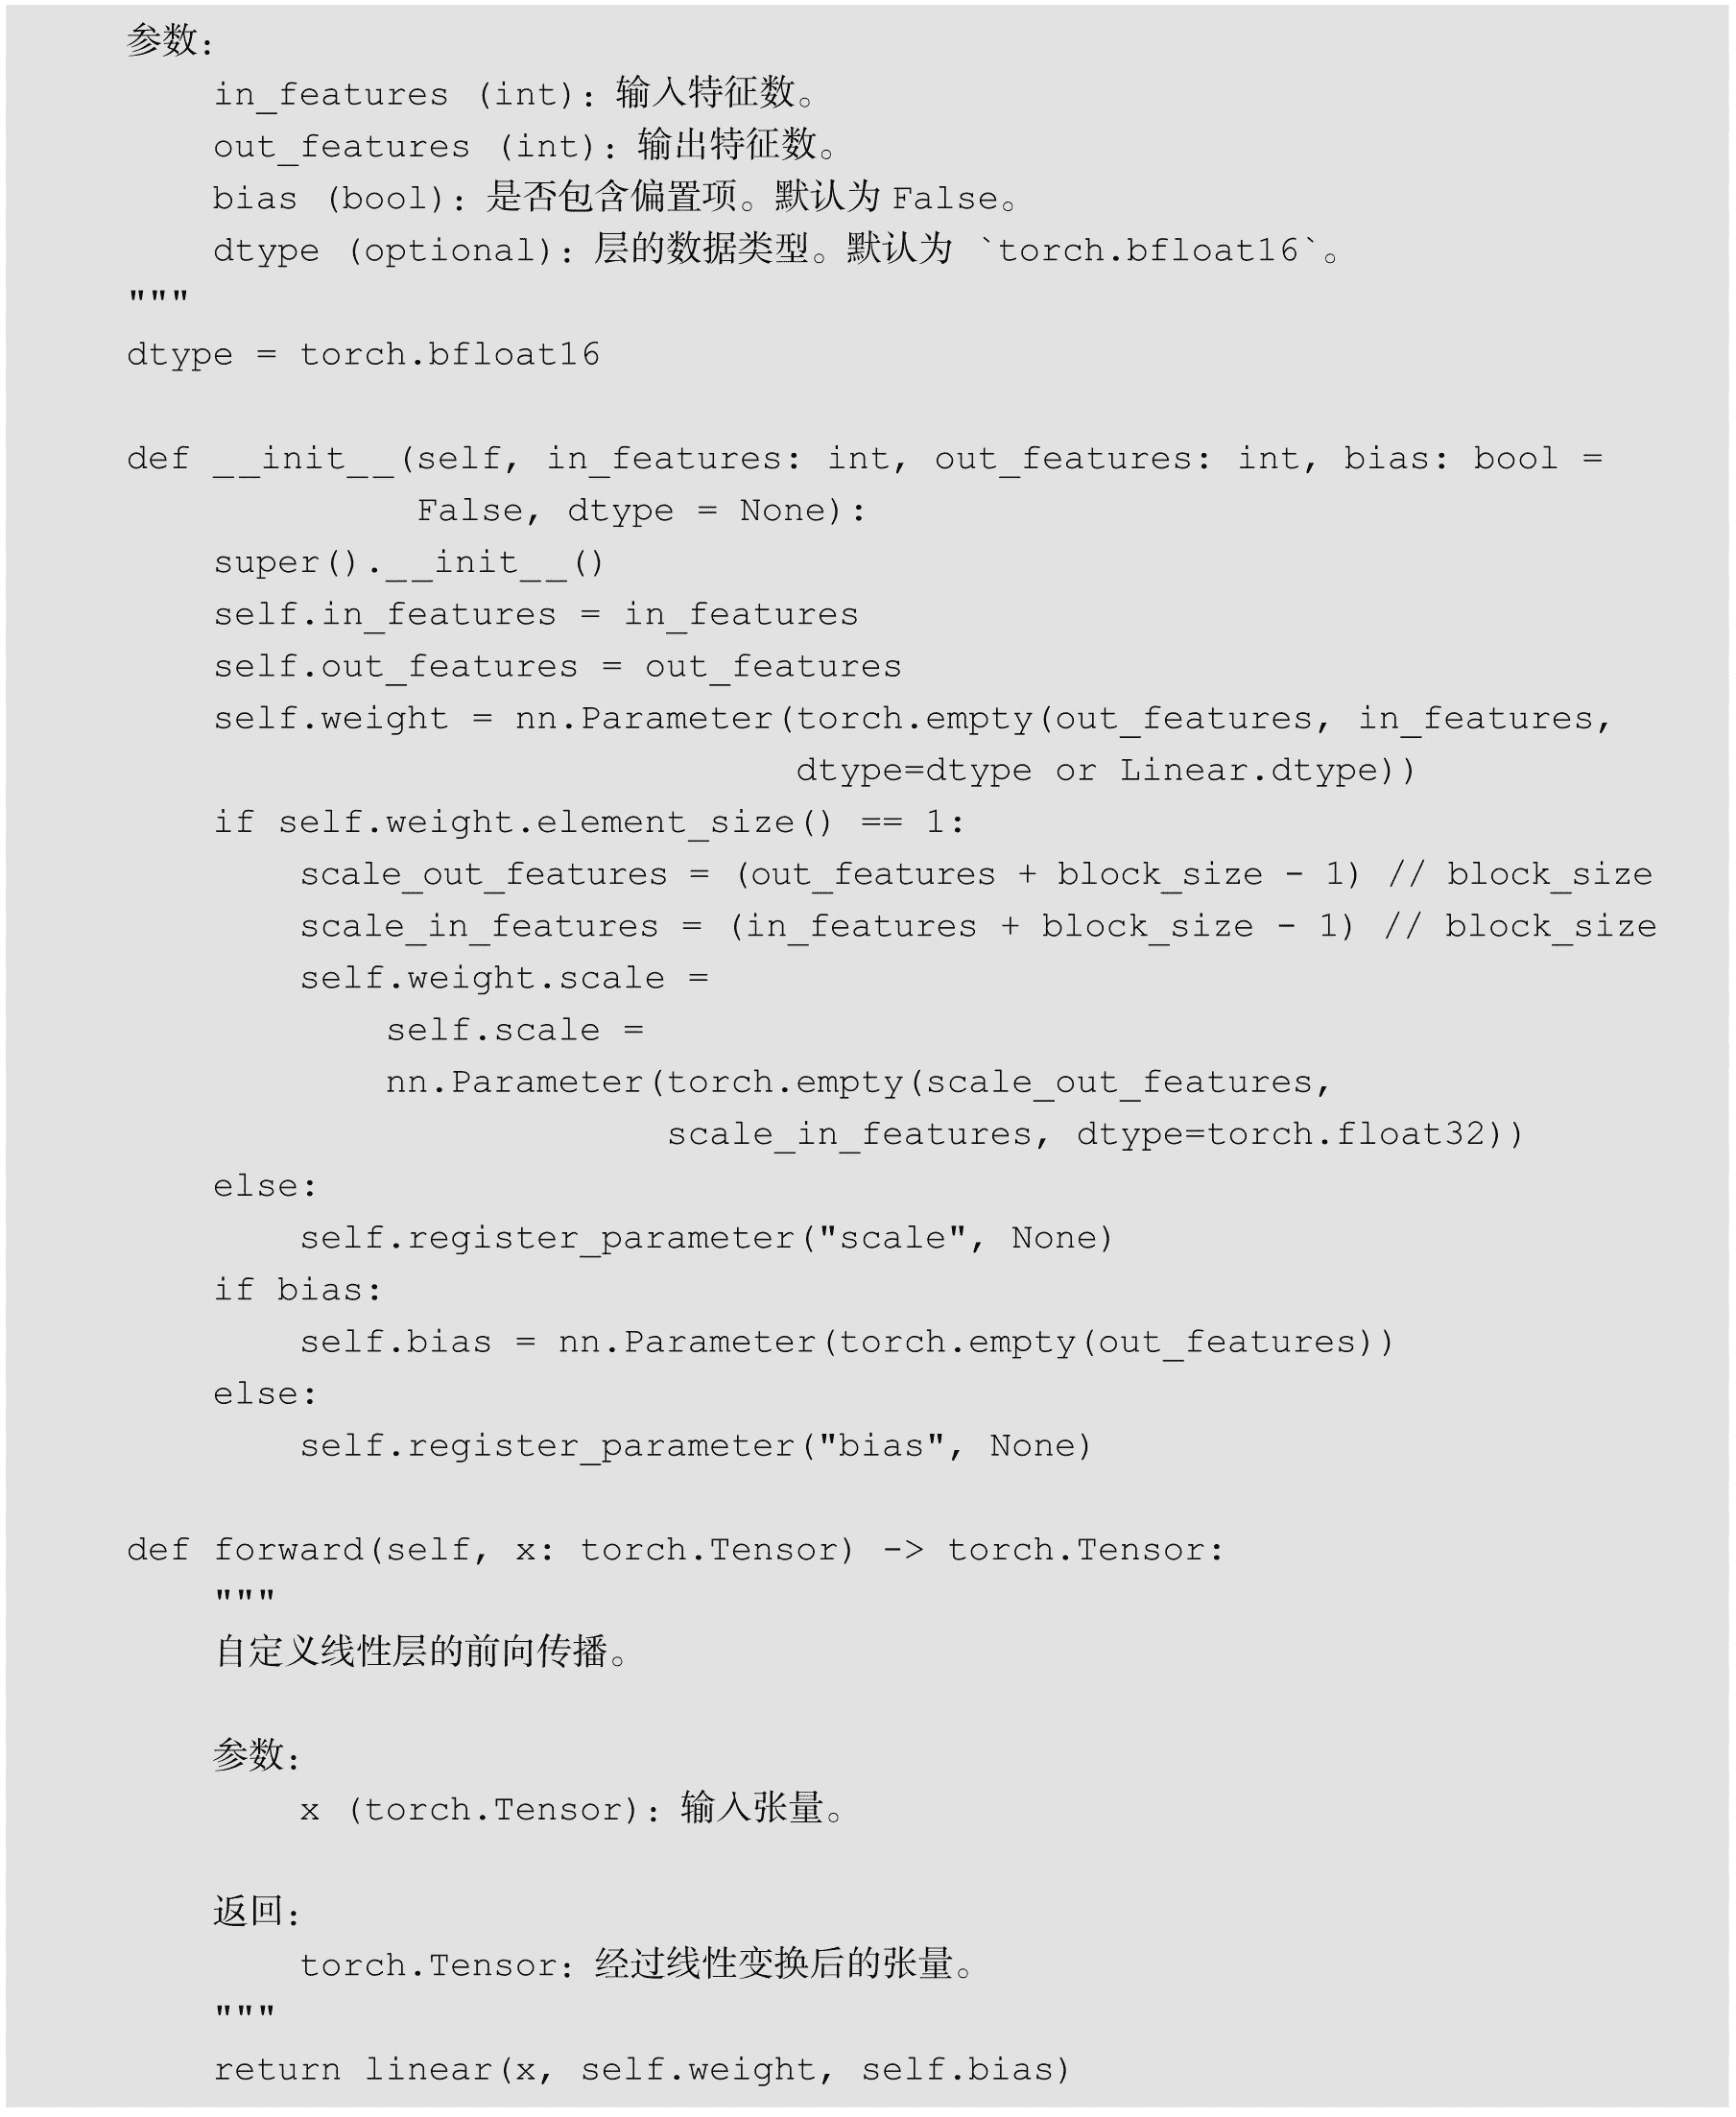 参数：
    in_features (int)：输入特征数。
    out_features (int)：输出特征数。
    bias (bool)：是否包含偏置项。默认为 False。
    dtype (optional)：层的数据类型。默认为 `torch.bfloat16`。
"""
dtype = torch.bfloat16

def __init__(self, in_features: int, out_features: int, bias: bool =
             False, dtype = None):
    super().__init__()
    self.in_features = in_features
    self.out_features = out_features
    self.weight = nn.Parameter(torch.empty(out_features, in_features,
                               dtype=dtype or Linear.dtype))
    if self.weight.element_size() == 1:
        scale_out_features = (out_features + block_size - 1) // block_size
        scale_in_features = (in_features + block_size - 1) // block_size
        self.weight.scale =
            self.scale =
            nn.Parameter(torch.empty(scale_out_features,
                         scale_in_features, dtype=torch.float32))
    else:
        self.register_parameter("scale", None)
    if bias:
        self.bias = nn.Parameter(torch.empty(out_features))
    else:
        self.register_parameter("bias", None)

def forward(self, x: torch.Tensor) -> torch.Tensor:
    """
    自定义线性层的前向传播。

    参数：
        x (torch.Tensor)：输入张量。

    返回：
        torch.Tensor：经过线性变换后的张量。
    """
    return linear(x, self.weight, self.bias)